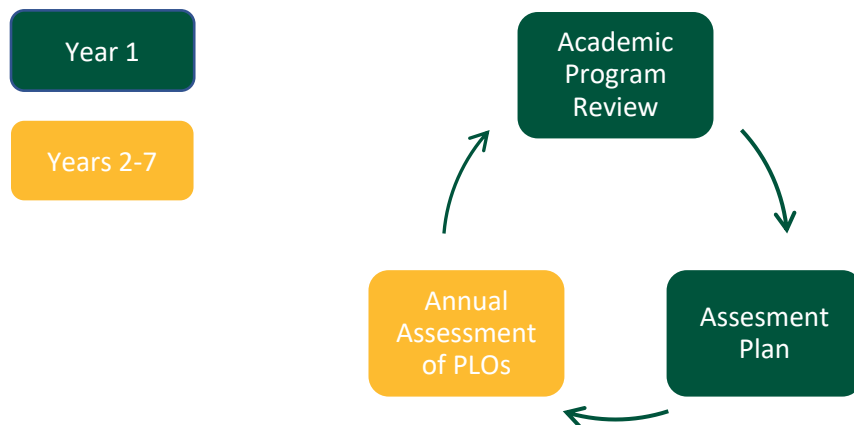 Year 1
Years 2-7
Academic
Program
Review
Annual
Assessment
of PLOs
Assesment
Plan